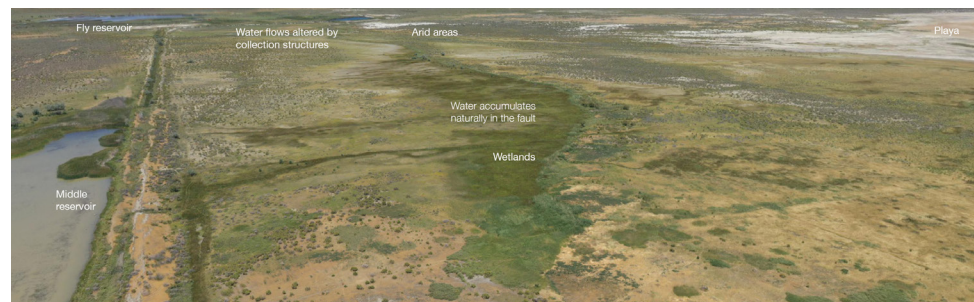 Fly reservoir
Water flows altered by
collection structures
Arid areas
Playa
Water accumulates
naturally in the fault
Wetlands
Middle
reservoir